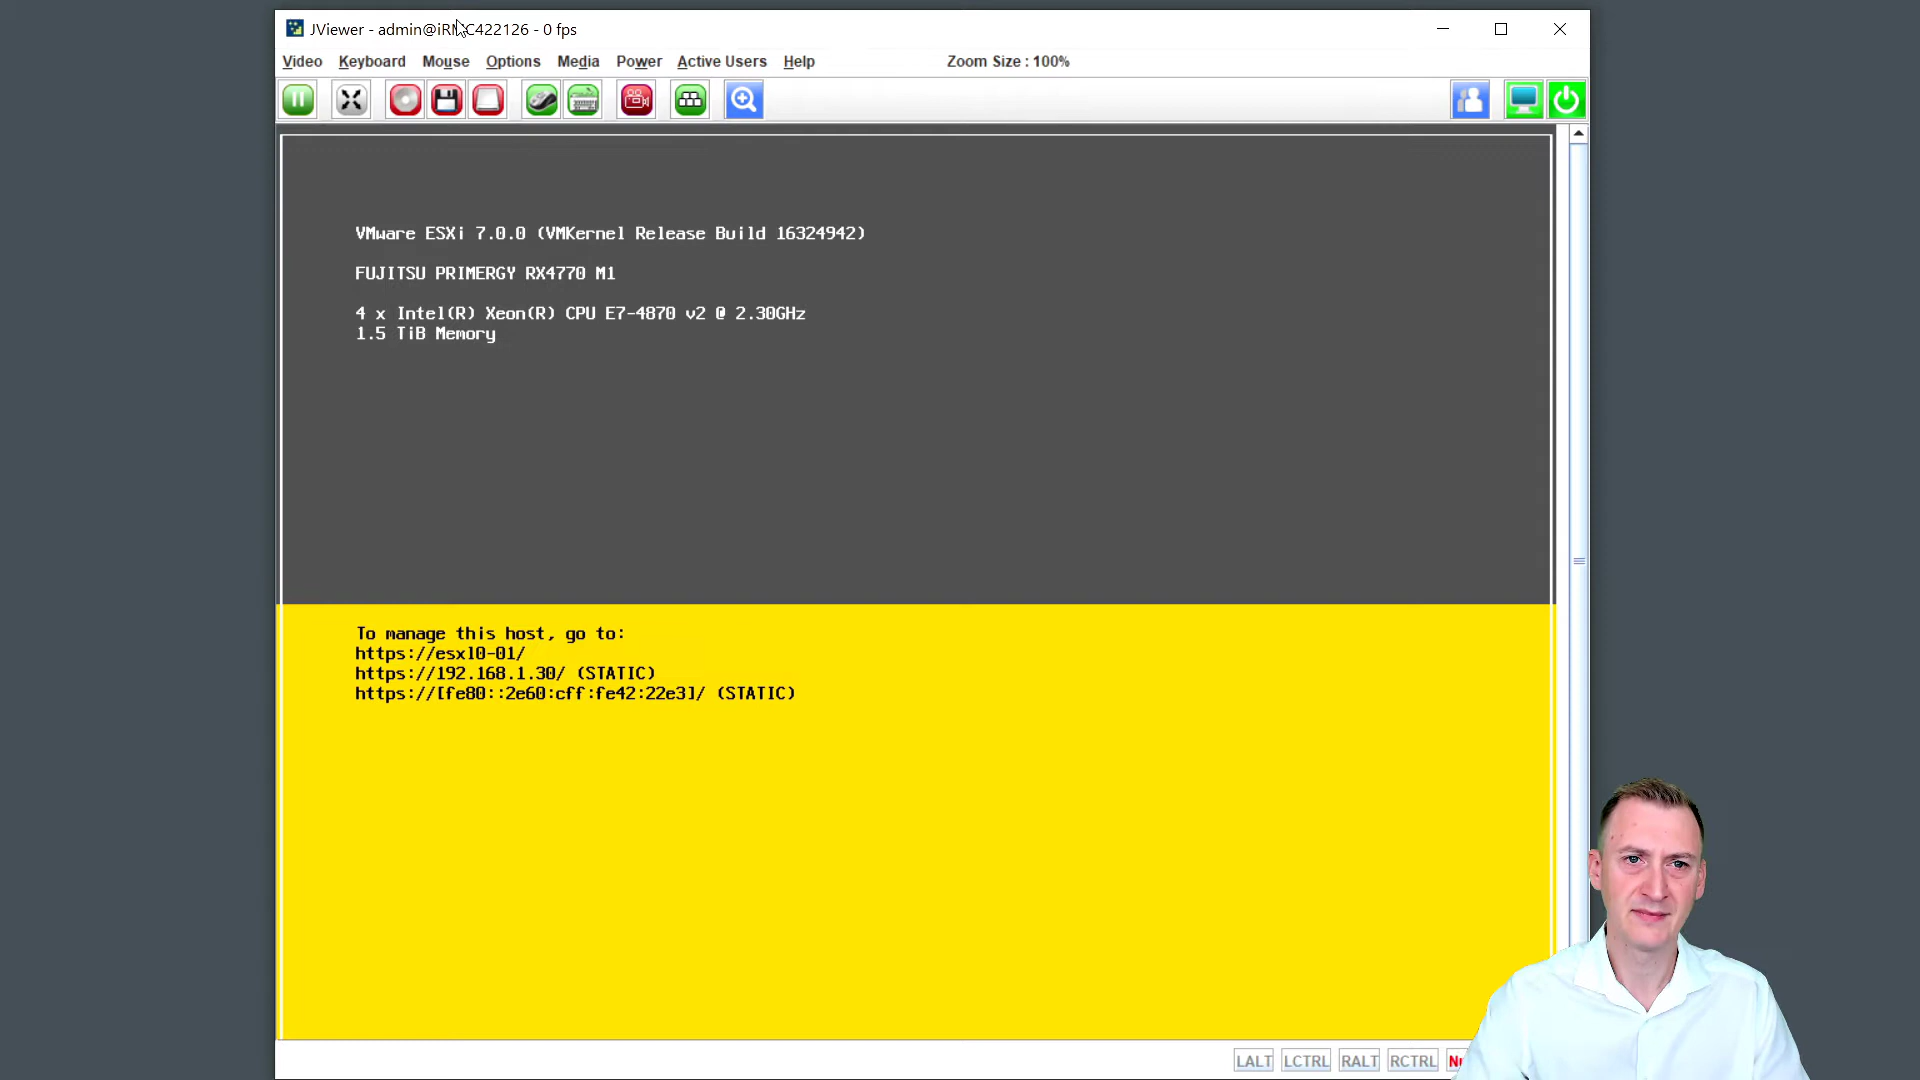 JViewer - admin@iRMC422126 - 0 fps
Video Keyboard Mouse Options Media Power Active Users Help Zoom Size : 100%
VMware ESXi 7.0.0 (VMKernel Release Build 16324942)
FUJITSU PRIMERGY RX4770 M1
4 x Intel(R) Xeon(R) CPU E7-4870 v2 @ 2.30GHz
1.5 TiB Memory
To manage this host, go to:
https://esxl0-01/
https://192.168.1.30/ (STATIC)
https://[fe80::2e60:cff:fe42:22e3]/ (STATIC)
LALT LCTRL RALT RCTRL